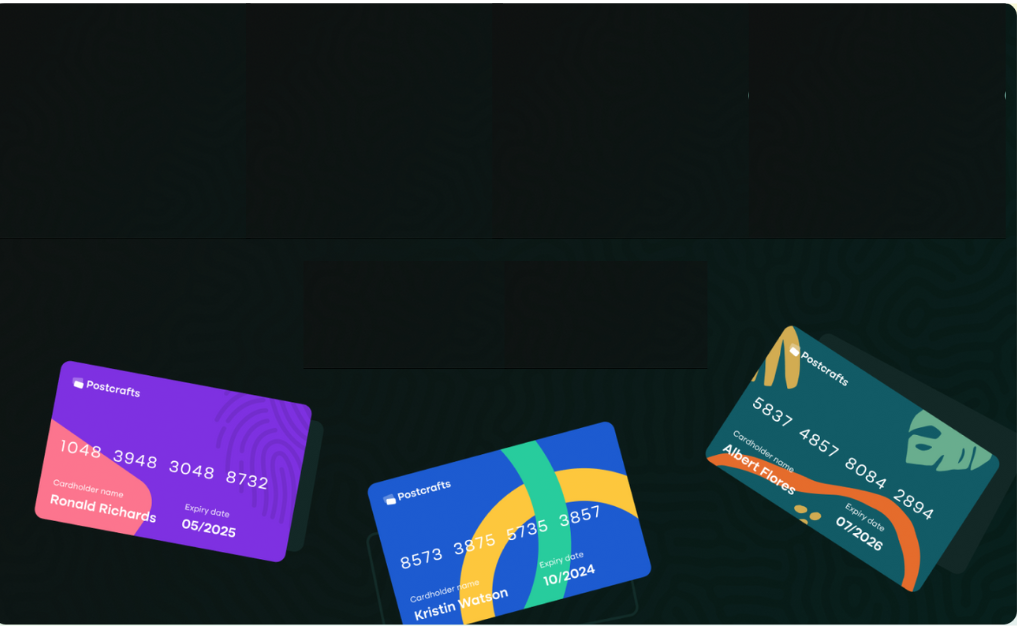 Postcrafts
1048 3948 3048 8732
Cardholder name
Ronald Richards
Expiry date
05/2025
Postcrafts
8573 3875 5735 3857
Cardholder name
Kristin Watson
Expiry date
10/2024
Postcrafts
5837 4857 8084 2894
Cardholder name
Albert Flores
Expiry date
07/2026